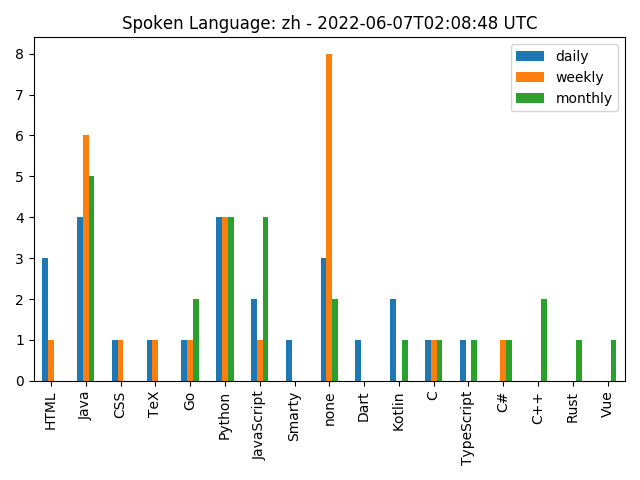 Spoken Language: zh - 2022-06-07T02:08:48 UTC
daily
weekly
monthly
8
7
6
5
4
3
2
1
0
HTML
Java
CSS
TeX
Go
Python
JavaScript
Smarty
none
Dart
Kotlin
C
TypeScript
C#
C++
Rust
Vue